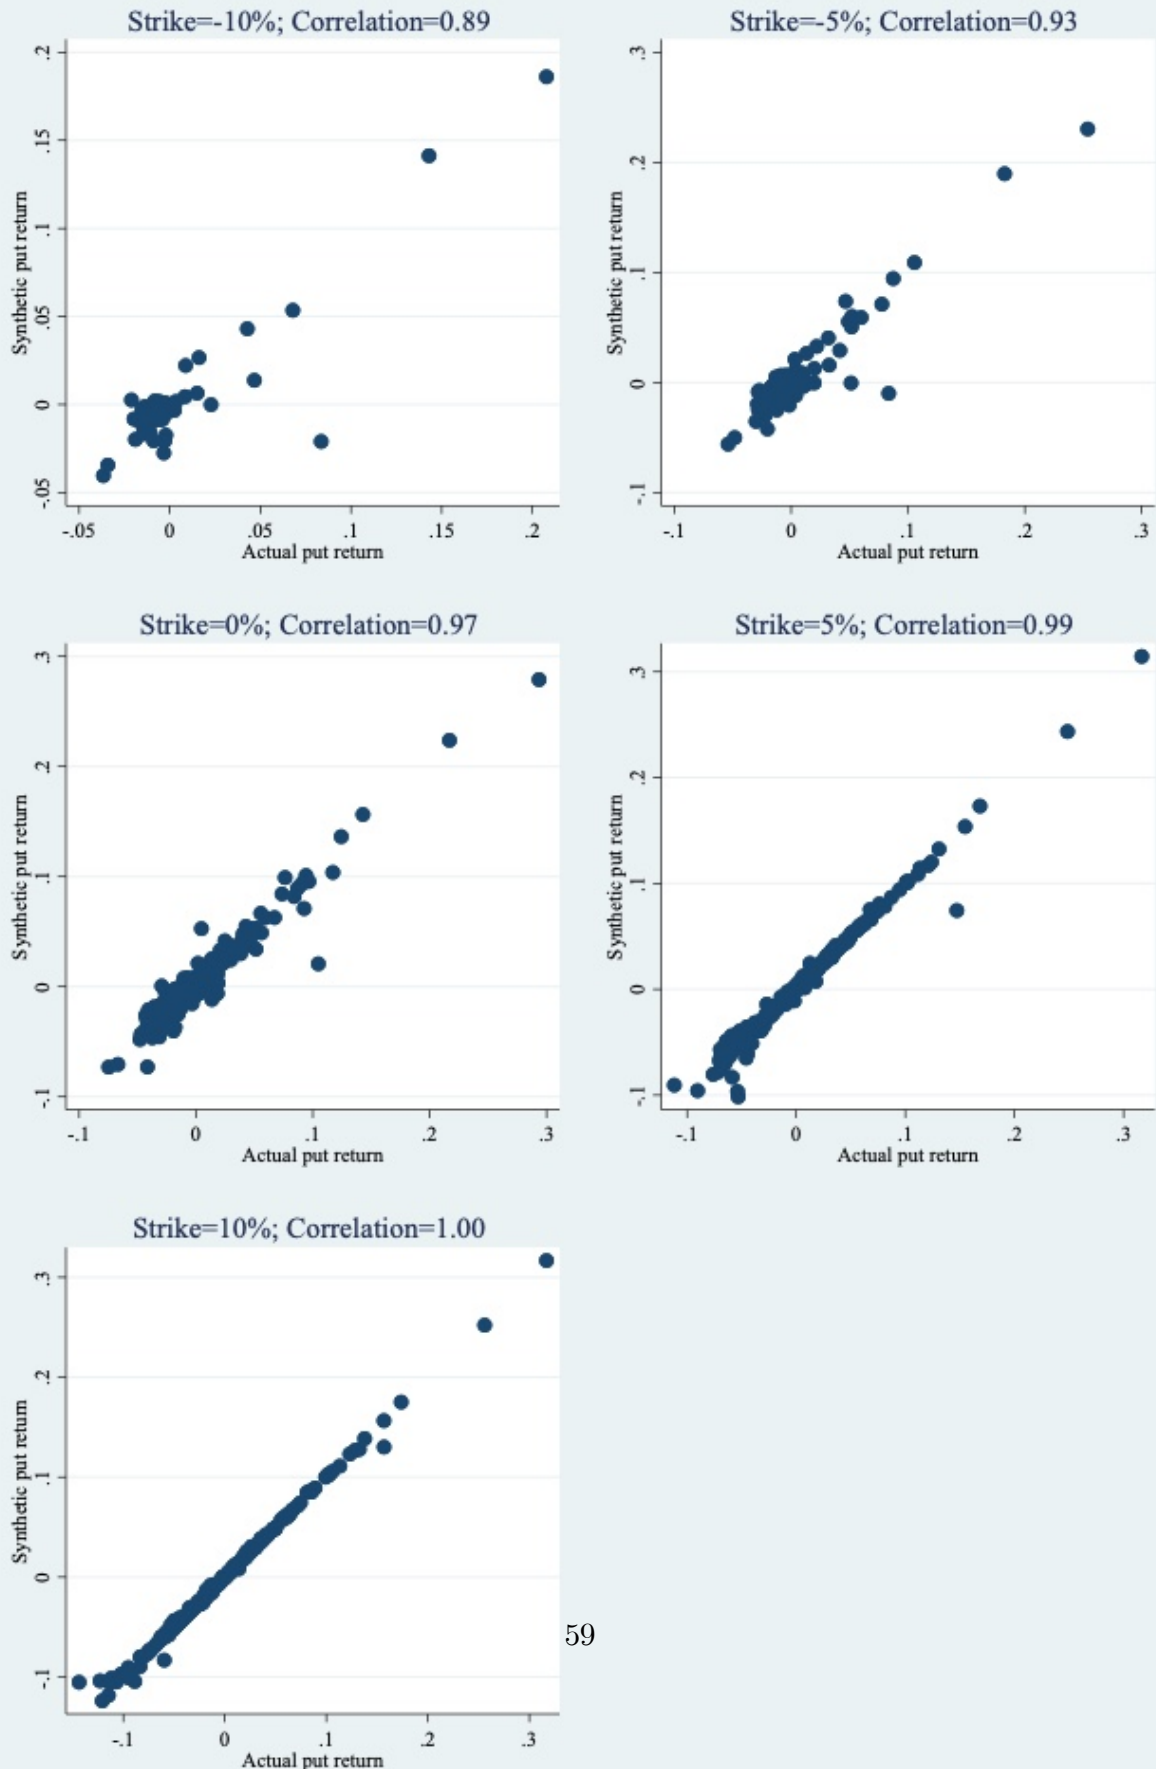 Strike=-10%; Correlation=0.89
.2
.15
.1
.05
0
-.05
Synthetic put return
-.05 0 .05 .1 .15 .2
Actual put return
Strike=-5%; Correlation=0.93
.3
.2
.1
0
-.1
Synthetic put return
-.1 0 .1 .2 .3
Actual put return
Strike=0%; Correlation=0.97
.3
.2
.1
0
-.1
Synthetic put return
-.1 0 .1 .2 .3
Actual put return
Strike=5%; Correlation=0.99
.3
.2
.1
0
-.1
Synthetic put return
-.1 0 .1 .2 .3
Actual put return
Strike=10%; Correlation=1.00
.3
.2
.1
0
-.1
Synthetic put return
-.1 0 .1 .2 .3
Actual put return
59